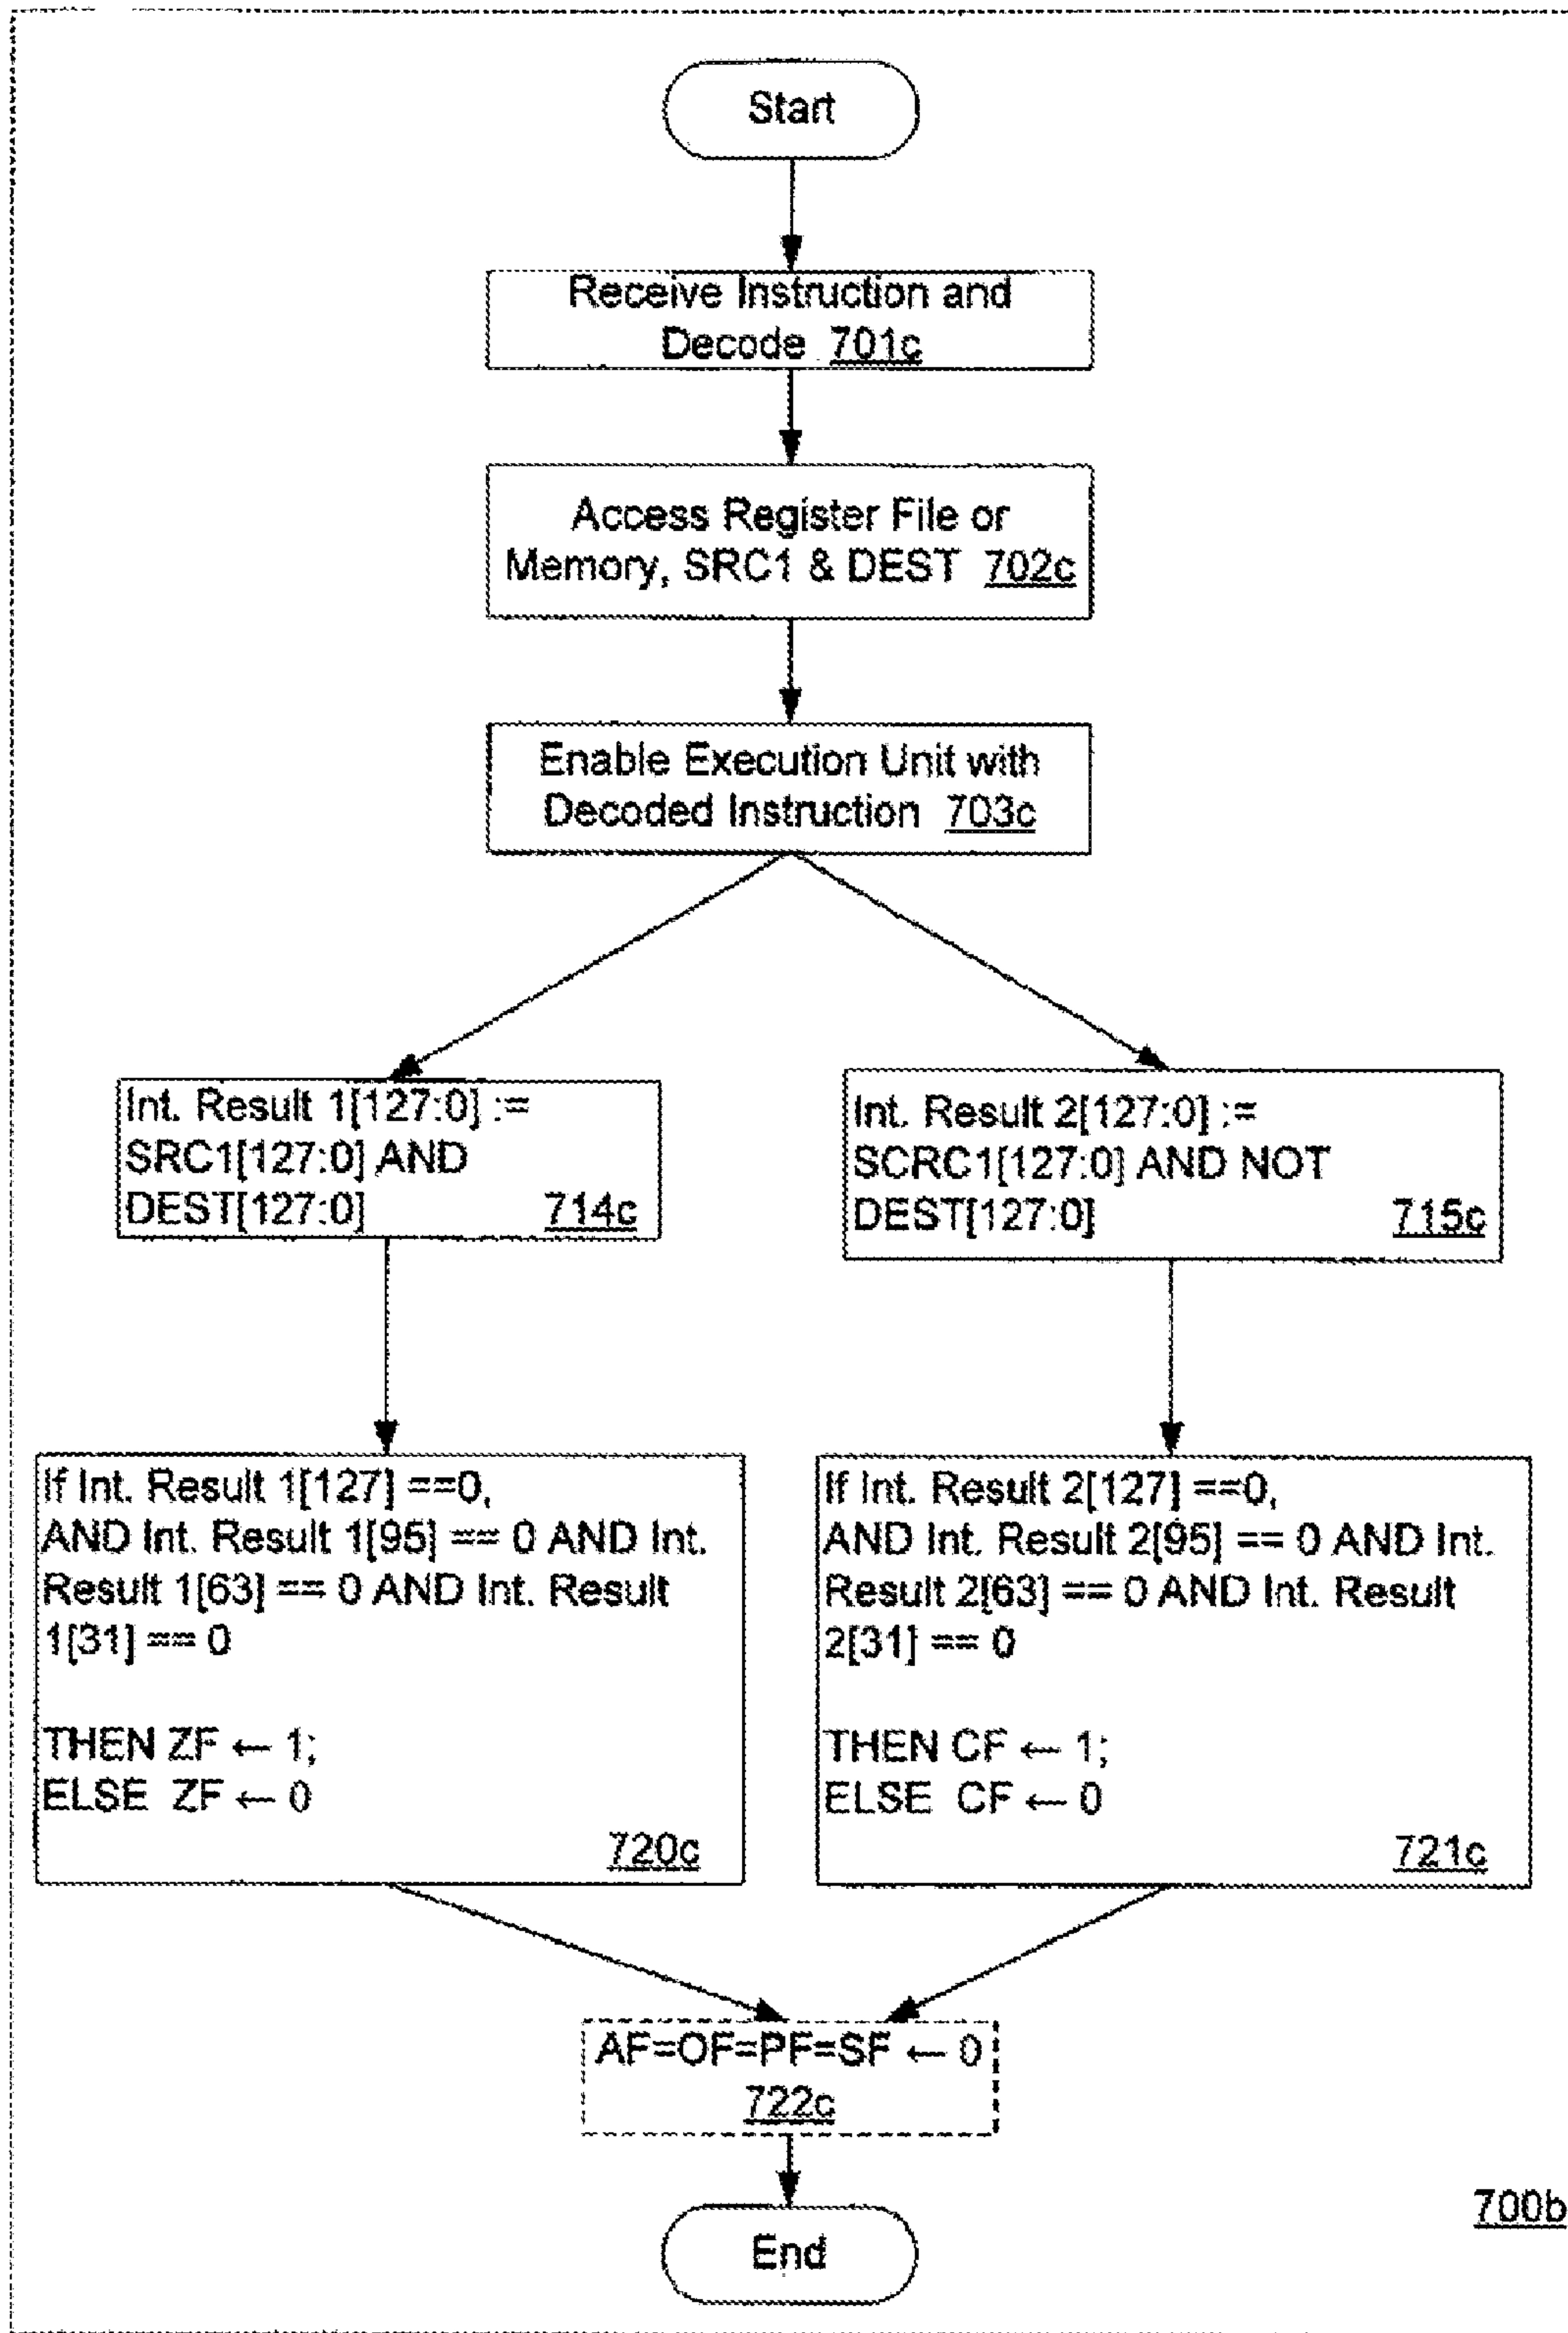 Start
Receive Instruction and
Decode 701c
Access Register File or
Memory, SRC1 & DEST 702c
Enable Execution Unit with
Decoded Instruction 703c
Int. Result 1[127:0] :=
SRC1[127:0] AND
DEST[127:0] 714c
Int. Result 2[127:0] :=
SCRC1[127:0] AND NOT
DEST[127:0] 715c
If Int. Result 1[127] ==0,
AND Int. Result 1[95] == 0 AND Int.
Result 1[63] == 0 AND Int. Result
1[31] == 0
THEN ZF ← 1;
ELSE ZF ← 0
720c
If Int. Result 2[127] ==0,
AND Int. Result 2[95] == 0 AND Int.
Result 2[63] == 0 AND Int. Result
2[31] == 0
THEN CF ← 1;
ELSE CF ← 0
721c
AF=OF=PF=SF ← 0
722c
End
700b